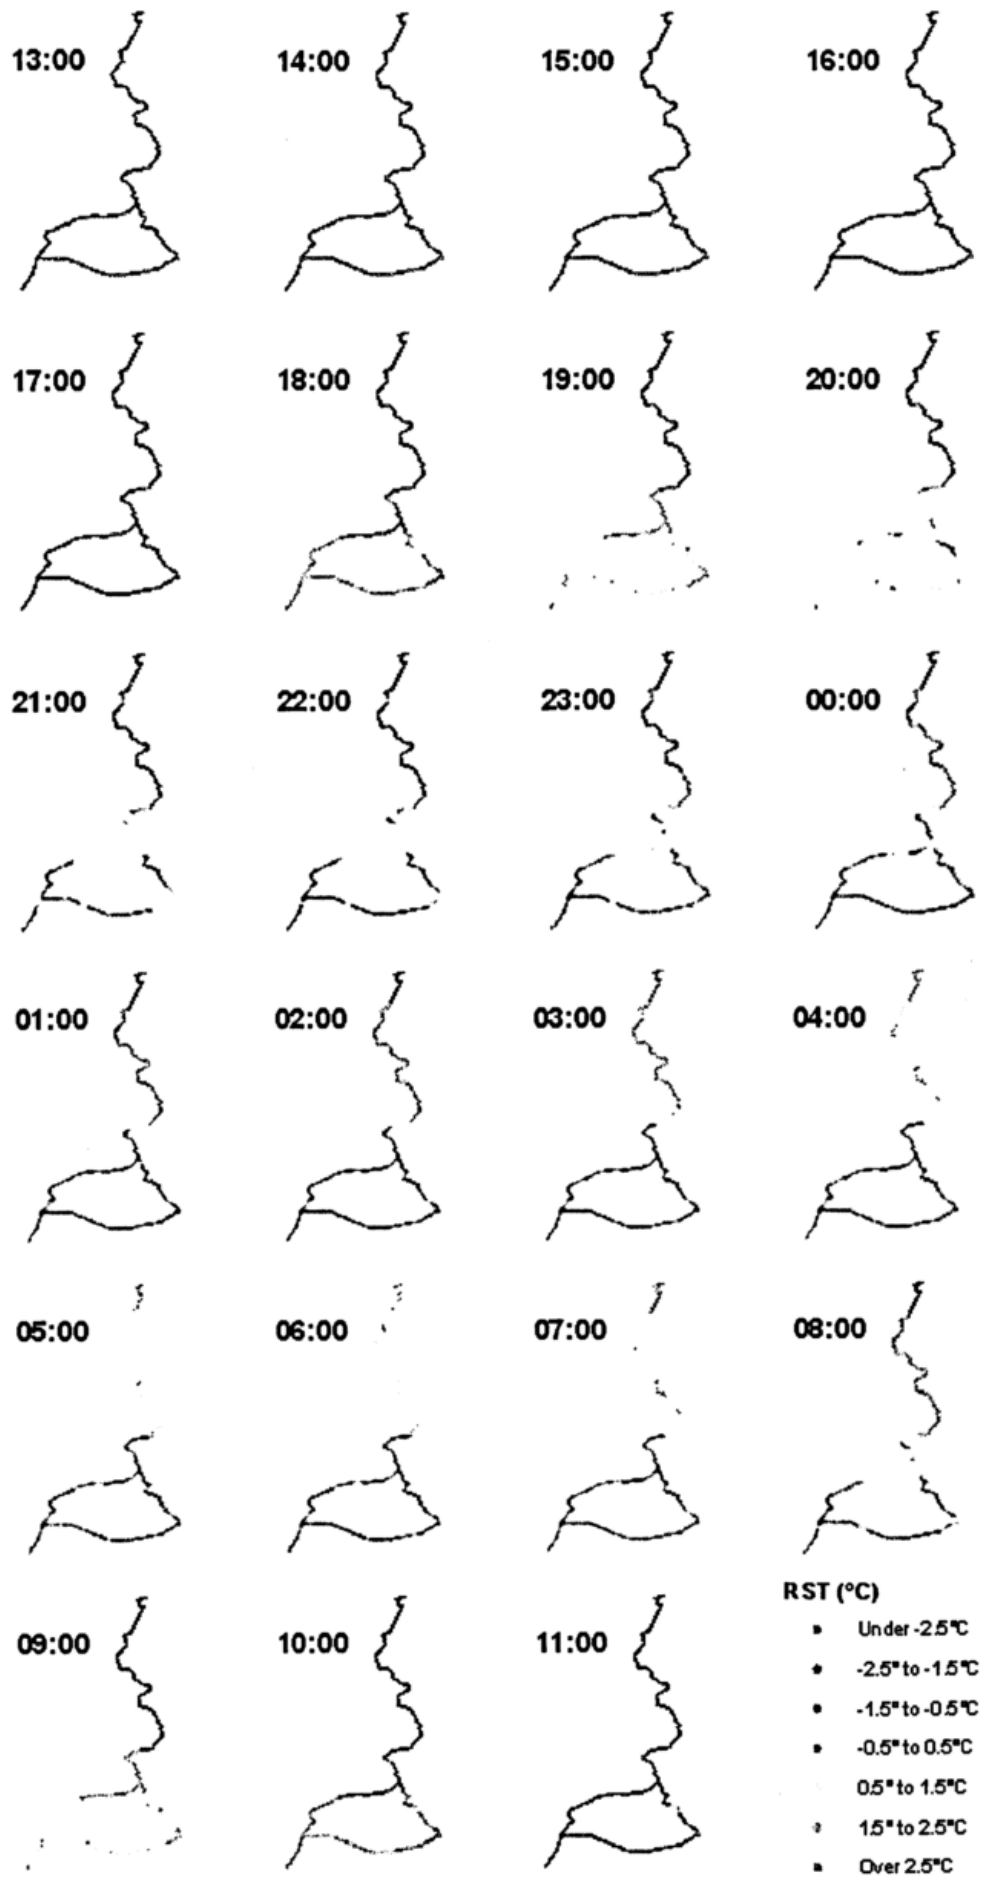 13:00 14:00 15:00 16:00
17:00 18:00 19:00 20:00
21:00 22:00 23:00 00:00
01:00 02:00 03:00 04:00
05:00 06:00 07:00 08:00
RST (°C)
Under -2.5°C
09:00 10:00 11:00
-2.5° to -1.5°C
-1.5° to -0.5°C
-0.5° to 0.5°C
0.5° to 1.5°C
1.5° to 2.5°C
Over 2.5°C